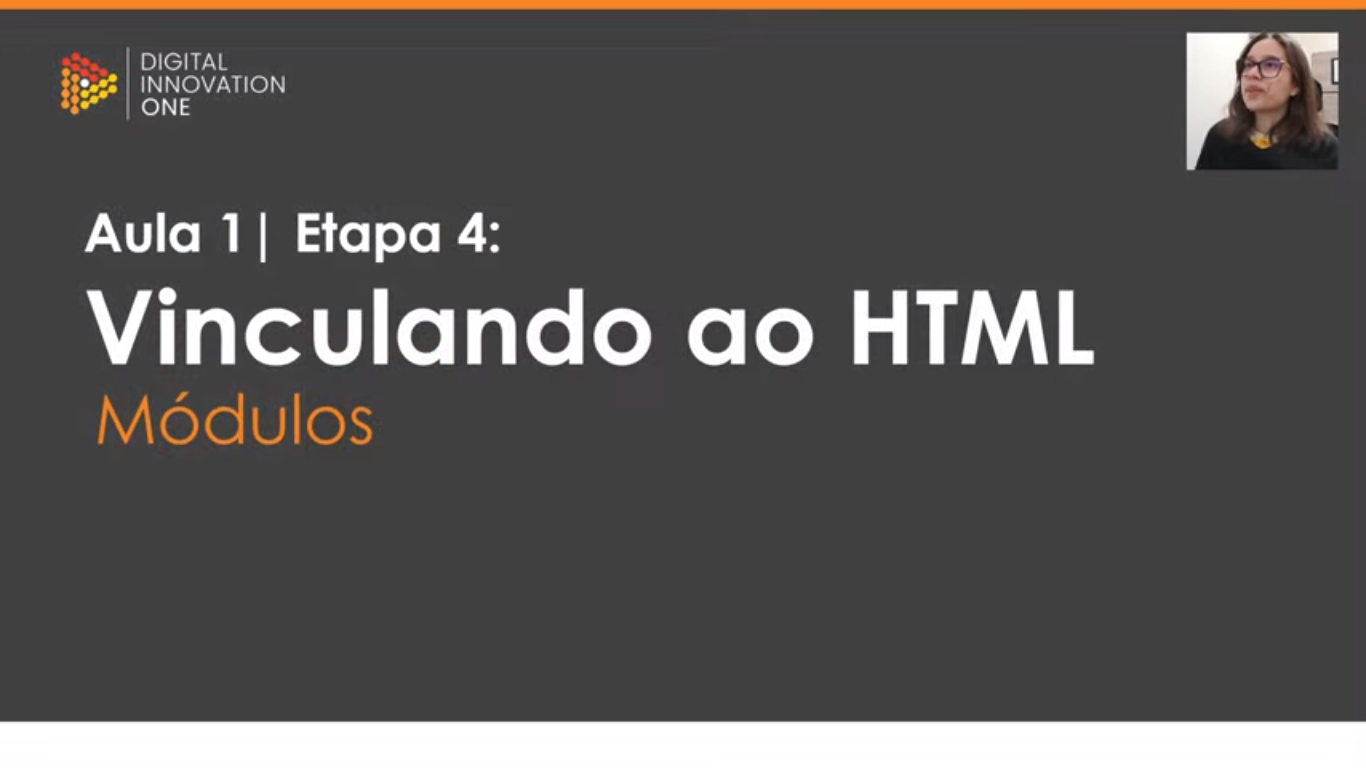 DIGITAL
INNOVATION
ONE
Aula 1| Etapa 4:
Vinculando ao HTML
Módulos